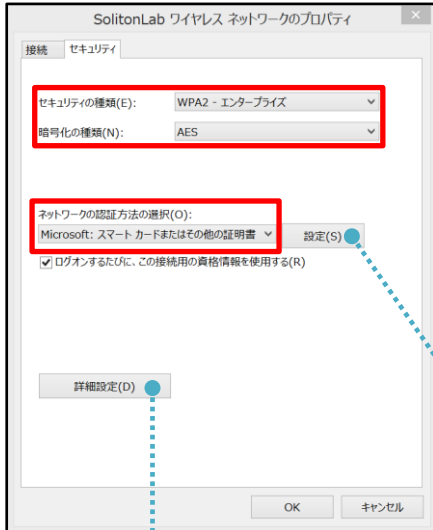 SolitonLab ワイヤレス ネットワークのプロパティ
接続 セキュリティ
セキュリティの種類(E): WPA2 - エンタープライズ
暗号化の種類(N): AES
ネットワークの認証方法の選択(O):
Microsoft: スマート カードまたはその他の証明書 設定(S)
ログオンするたびに、この接続用の資格情報を使用する(R)
詳細設定(D)
OK キャンセル